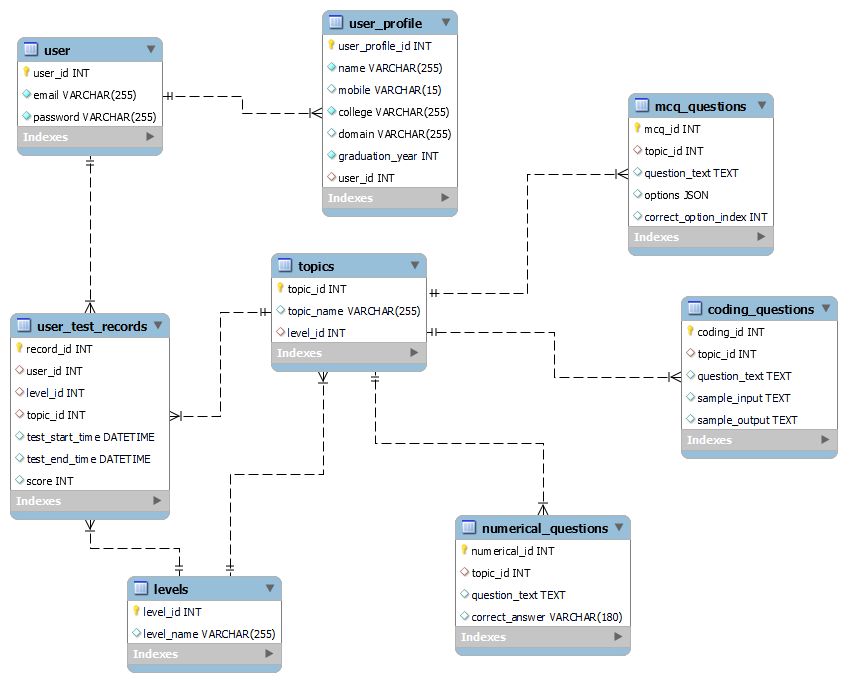 user
user_id INT
email VARCHAR(255)
password VARCHAR(255)
Indexes
user_profile
user_profile_id INT
name VARCHAR(255)
mobile VARCHAR(15)
college VARCHAR(255)
domain VARCHAR(255)
graduation_year INT
user_id INT
Indexes
mcq_questions
mcq_id INT
topic_id INT
question_text TEXT
options JSON
correct_option_index INT
Indexes
topics
topic_id INT
topic_name VARCHAR(255)
level_id INT
Indexes
coding_questions
coding_id INT
topic_id INT
question_text TEXT
sample_input TEXT
sample_output TEXT
Indexes
user_test_records
record_id INT
user_id INT
level_id INT
topic_id INT
test_start_time DATETIME
test_end_time DATETIME
score INT
Indexes
numerical_questions
numerical_id INT
topic_id INT
question_text TEXT
correct_answer VARCHAR(180)
Indexes
levels
level_id INT
level_name VARCHAR(255)
Indexes